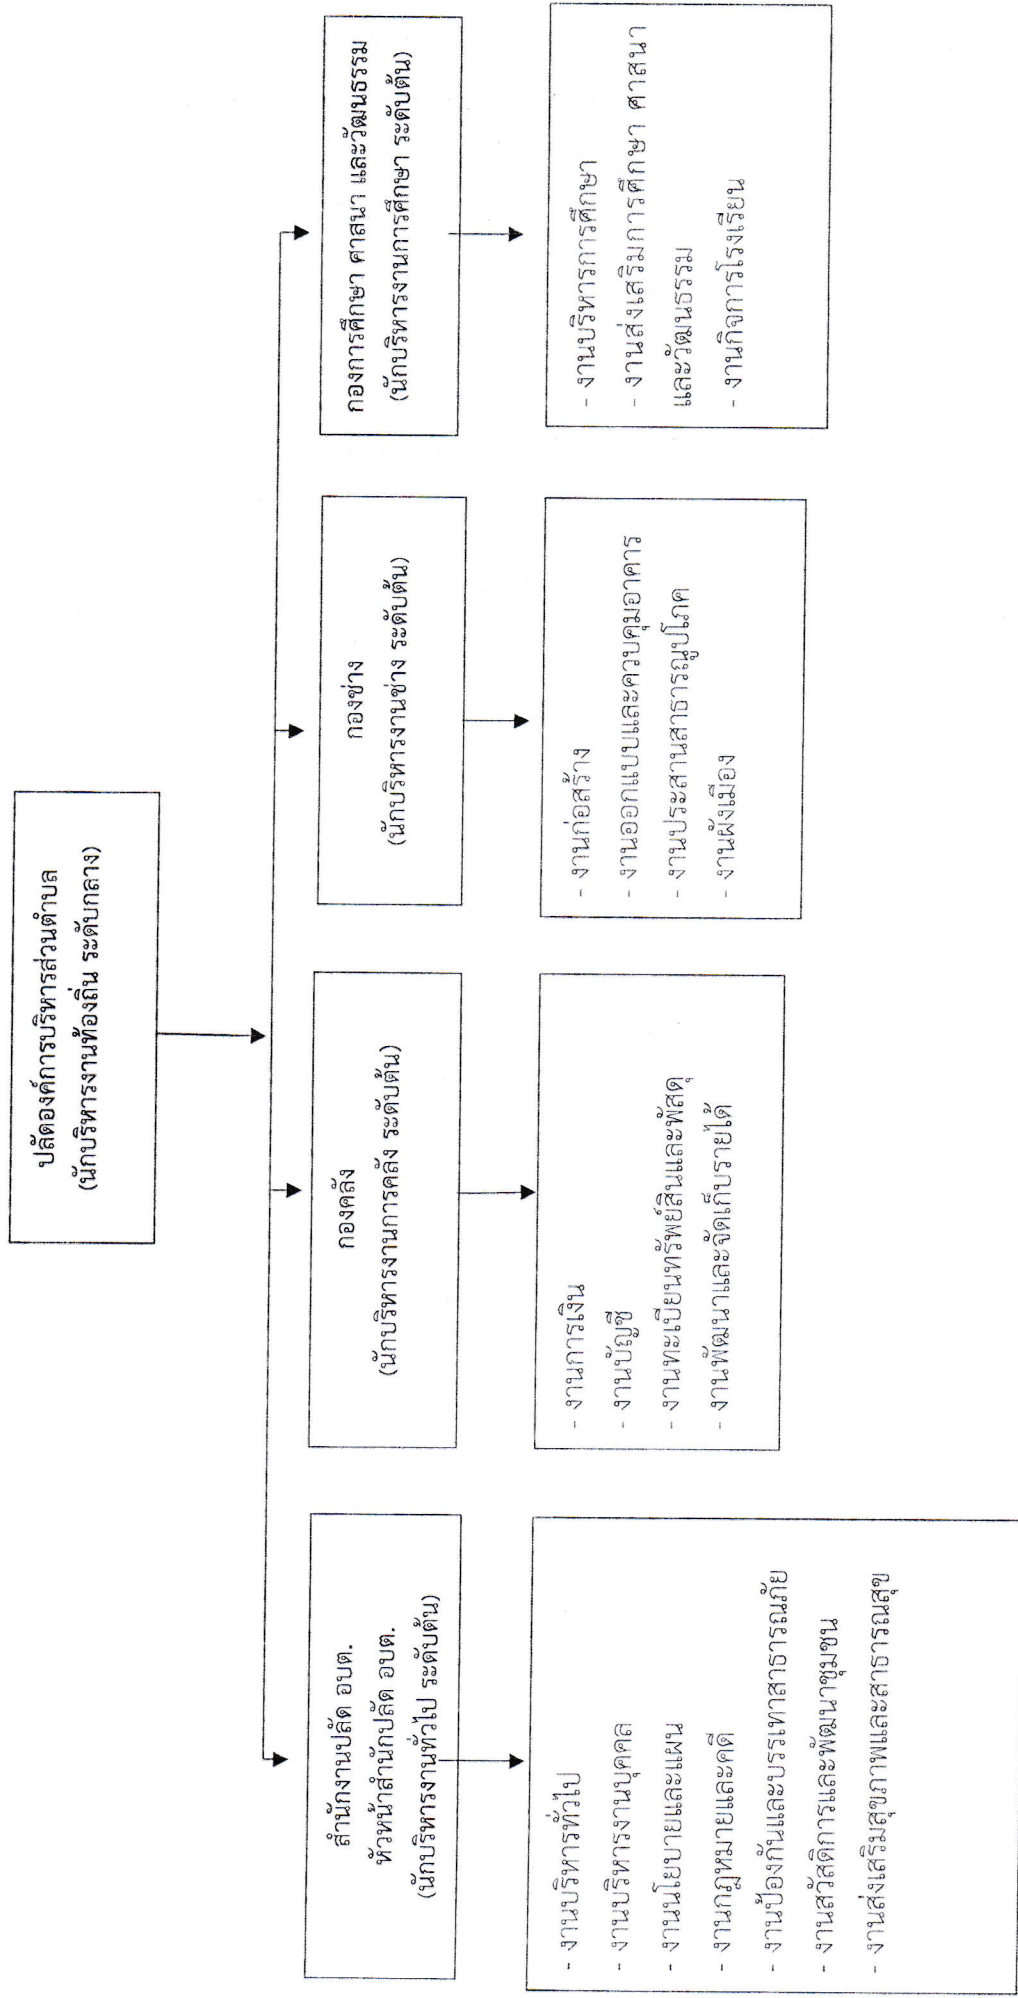 ปลัดองค์การบริหารส่วนตำบล
(นักบริหารงานท้องถิ่น ระดับกลาง)
สำนักงานปลัด อบต.
หัวหน้าสำนักปลัด อบต.
(นักบริหารงานทั่วไป ระดับต้น)
กองคลัง
(นักบริหารงานการคลัง ระดับต้น)
กองช่าง
(นักบริหารงานช่าง ระดับต้น)
กองการศึกษา ศาสนา และวัฒนธรรม
(นักบริหารงานการศึกษา ระดับต้น)
- งานบริหารทั่วไป
- งานบริหารงานบุคคล
- งานนโยบายและแผน
- งานกฎหมายและคดี
- งานป้องกันและบรรเทาสาธารณภัย
- งานสวัสดิการและพัฒนาชุมชน
- งานส่งเสริมสุขภาพและสาธารณสุข
- งานการเงิน
- งานบัญชี
- งานทะเบียนทรัพย์สินและพัสดุ
- งานพัฒนาและจัดเก็บรายได้
- งานก่อสร้าง
- งานออกแบบและควบคุมอาคาร
- งานประสานสาธารณูปโภค
- งานผังเมือง
- งานบริหารการศึกษา
- งานส่งเสริมการศึกษา ศาสนา
และวัฒนธรรม
- งานกิจการโรงเรียน